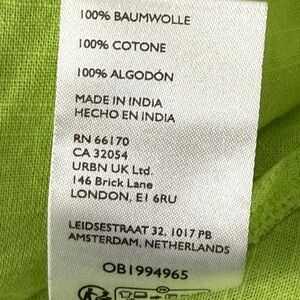 100% BAUMWOLLE
100% COTONE
100% ALGODÓN
MADE IN INDIA
HECHO EN INDIA
RN 66170
CA 32054
URBN UK Ltd.
146 Brick Lane
LONDON, E1 6RU
LEIDSESTRAAT 32, 1017 PB
AMSTERDAM, NETHERLANDS
OB1994965